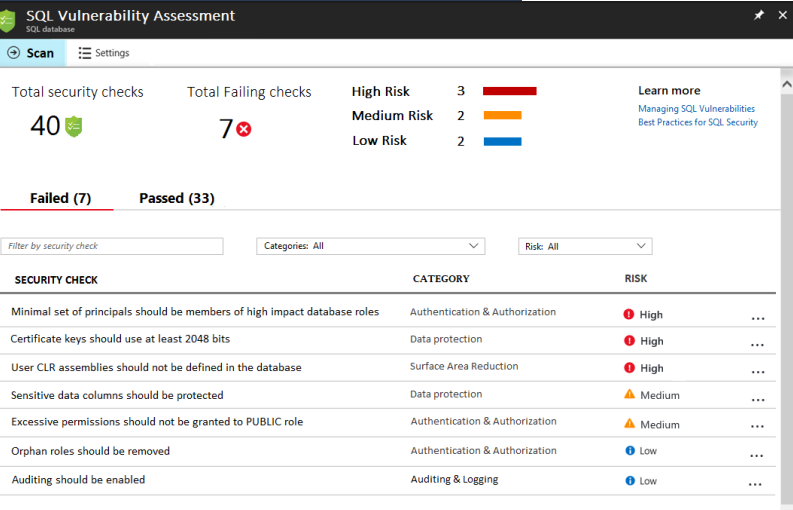 SQL Vulnerability Assessment
SQL database
Scan Settings
Total security checks Total Failing checks High Risk 3 Learn more
Managing SQL Vulnerabilities
40 7 Medium Risk 2 Best Practices for SQL Security
Low Risk 2
Failed (7) Passed (33)
Filter by security check Categories: All Risk: All
SECURITY CHECK CATEGORY RISK
Minimal set of principals should be members of high impact database roles Authentication & Authorization High ...
Certificate keys should use at least 2048 bits Data protection High ...
User CLR assemblies should not be defined in the database Surface Area Reduction High ...
Sensitive data columns should be protected Data protection Medium ...
Excessive permissions should not be granted to PUBLIC role Authentication & Authorization Medium ...
Orphan roles should be removed Authentication & Authorization Low ...
Auditing should be enabled Auditing & Logging Low ...